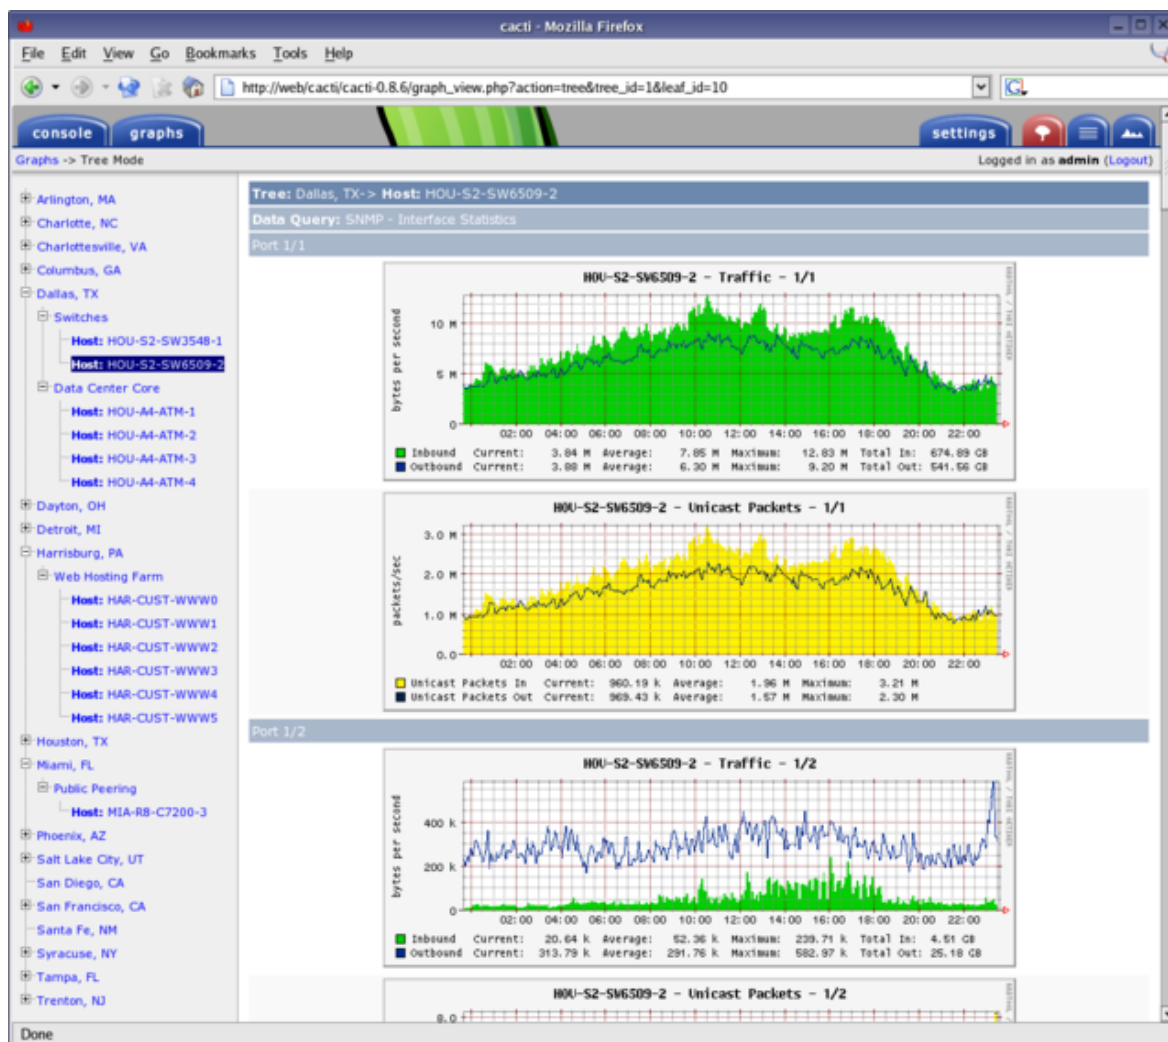 cacti - Mozilla Firefox
File Edit View Go Bookmarks Tools Help
http://web/cacti/cacti-0.8.6/graph_view.php?action=tree&tree_id=1&leaf_id=10
console graphs settings
Graphs -> Tree Mode Logged in as admin (Logout)
Arlington, MA
Charlotte, NC
Charlottesville, VA
Columbus, GA
Dallas, TX
Switches
Host: HOU-S2-SW3548-1
Host: HOU-S2-SW6509-2
Data Center Core
Host: HOU-A4-ATM-1
Host: HOU-A4-ATM-2
Host: HOU-A4-ATM-3
Host: HOU-A4-ATM-4
Dayton, OH
Detroit, MI
Harrisburg, PA
Web Hosting Farm
Host: HAR-CUST-WWW0
Host: HAR-CUST-WWW1
Host: HAR-CUST-WWW2
Host: HAR-CUST-WWW3
Host: HAR-CUST-WWW4
Host: HAR-CUST-WWW5
Houston, TX
Miami, FL
Public Peering
Host: MIA-R8-C7200-3
Phoenix, AZ
Salt Lake City, UT
San Diego, CA
San Francisco, CA
Santa Fe, NM
Syracuse, NY
Tampa, FL
Trenton, NJ
Tree: Dallas, TX-> Host: HOU-S2-SW6509-2
Data Query: SNMP - Interface Statistics
Port 1/1
HOU-S2-SW6509-2 - Traffic - 1/1
bytes per second
10 M
5 M
0
02:00 04:00 06:00 08:00 10:00 12:00 14:00 16:00 18:00 20:00 22:00
Inbound Current: 3.84 M Average: 7.85 M Maximum: 12.83 M Total In: 674.89 GB
Outbound Current: 3.88 M Average: 6.30 M Maximum: 9.20 M Total Out: 541.56 GB
HOU-S2-SW6509-2 - Unicast Packets - 1/1
packets/sec
3.0 M
2.0 M
1.0 M
0.0
02:00 04:00 06:00 08:00 10:00 12:00 14:00 16:00 18:00 20:00 22:00
Unicast Packets In Current: 960.19 k Average: 1.96 M Maximum: 3.21 M
Unicast Packets Out Current: 969.43 k Average: 1.57 M Maximum: 2.30 M
Port 1/2
HOU-S2-SW6509-2 - Traffic - 1/2
bytes per second
400 k
200 k
0
02:00 04:00 06:00 08:00 10:00 12:00 14:00 16:00 18:00 20:00 22:00
Inbound Current: 20.64 k Average: 52.36 k Maximum: 239.71 k Total In: 4.51 GB
Outbound Current: 313.79 k Average: 291.76 k Maximum: 582.97 k Total Out: 25.18 GB
HOU-S2-SW6509-2 - Unicast Packets - 1/2
8.0
Done